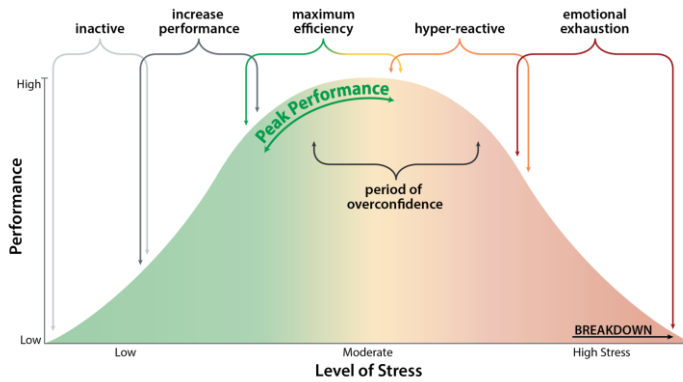 inactive
increase
performance
maximum
efficiency
hyper-reactive
emotional
exhaustion
High
Peak Performance
period of
overconfidence
Performance
BREAKDOWN
Low
Low
Moderate
High Stress
Level of Stress